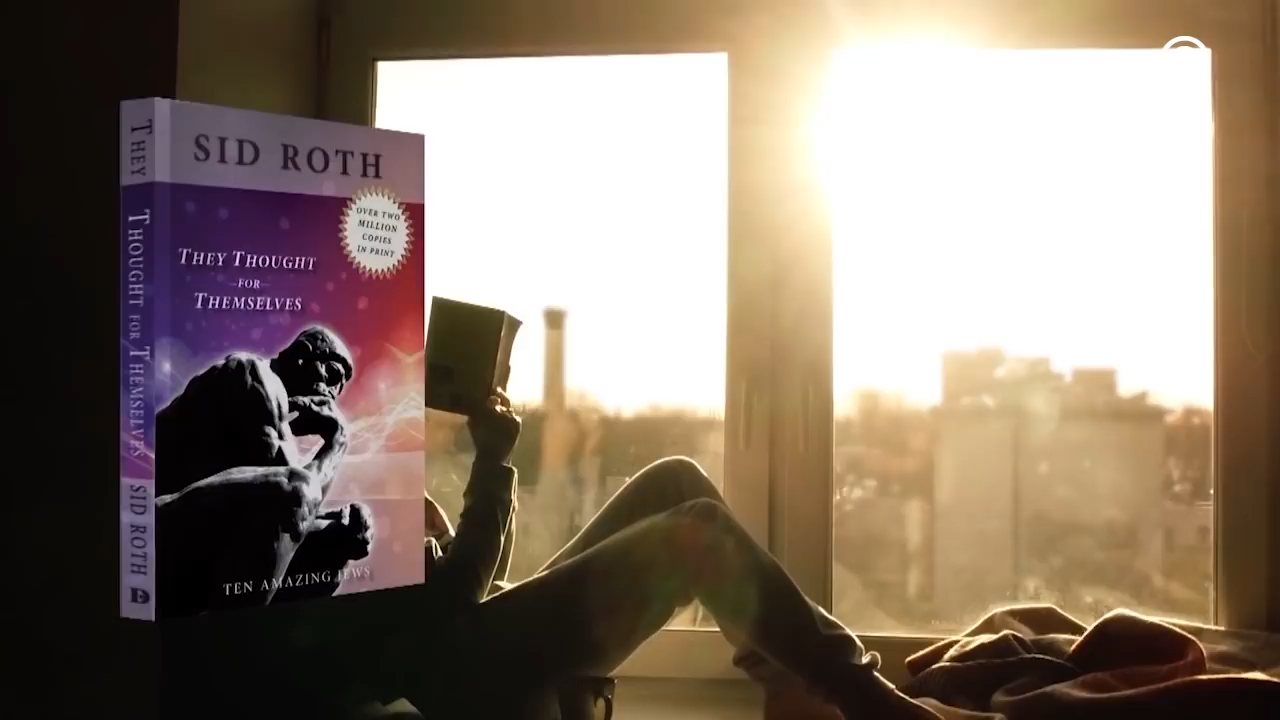 SID ROTH
OVER TWO
MILLION
COPIES
IN PRINT
THEY THOUGHT
-FOR-
THEMSELVES
TEN AMAZING JEWS
THEY THOUGHT FOR THEMSELVES SID ROTH